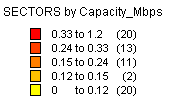 SECTORS by Capacity_Mbps
0.33 to 1.2 (20)
0.24 to 0.33 (13)
0.15 to 0.24 (11)
0.12 to 0.15 (2)
0 to 0.12 (20)